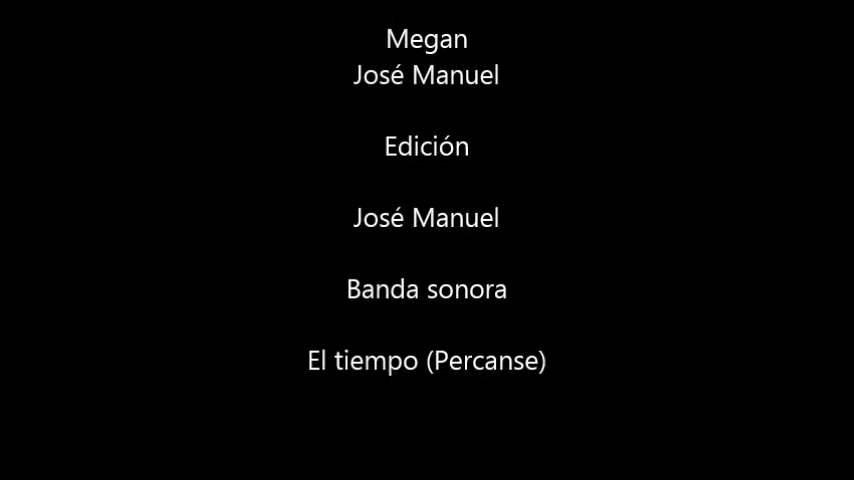 Megan
José Manuel
Edición
José Manuel
Banda sonora
El tiempo (Percanse)